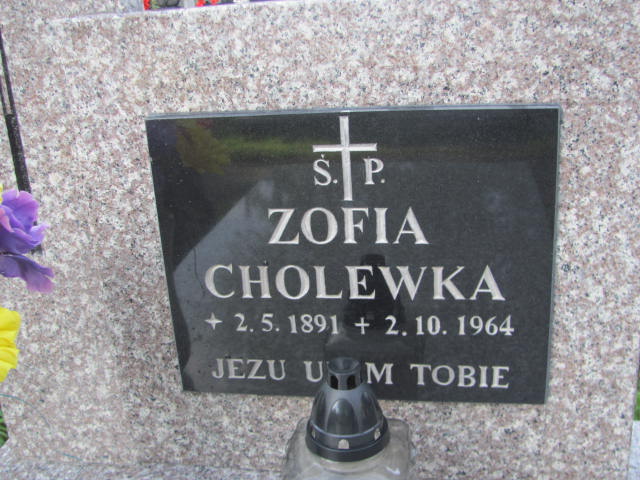 Ś. P.
ZOFIA
CHOLEWKA
✦ 2. 5. 1891 + 2. 10. 1964
JEZU TOBIE